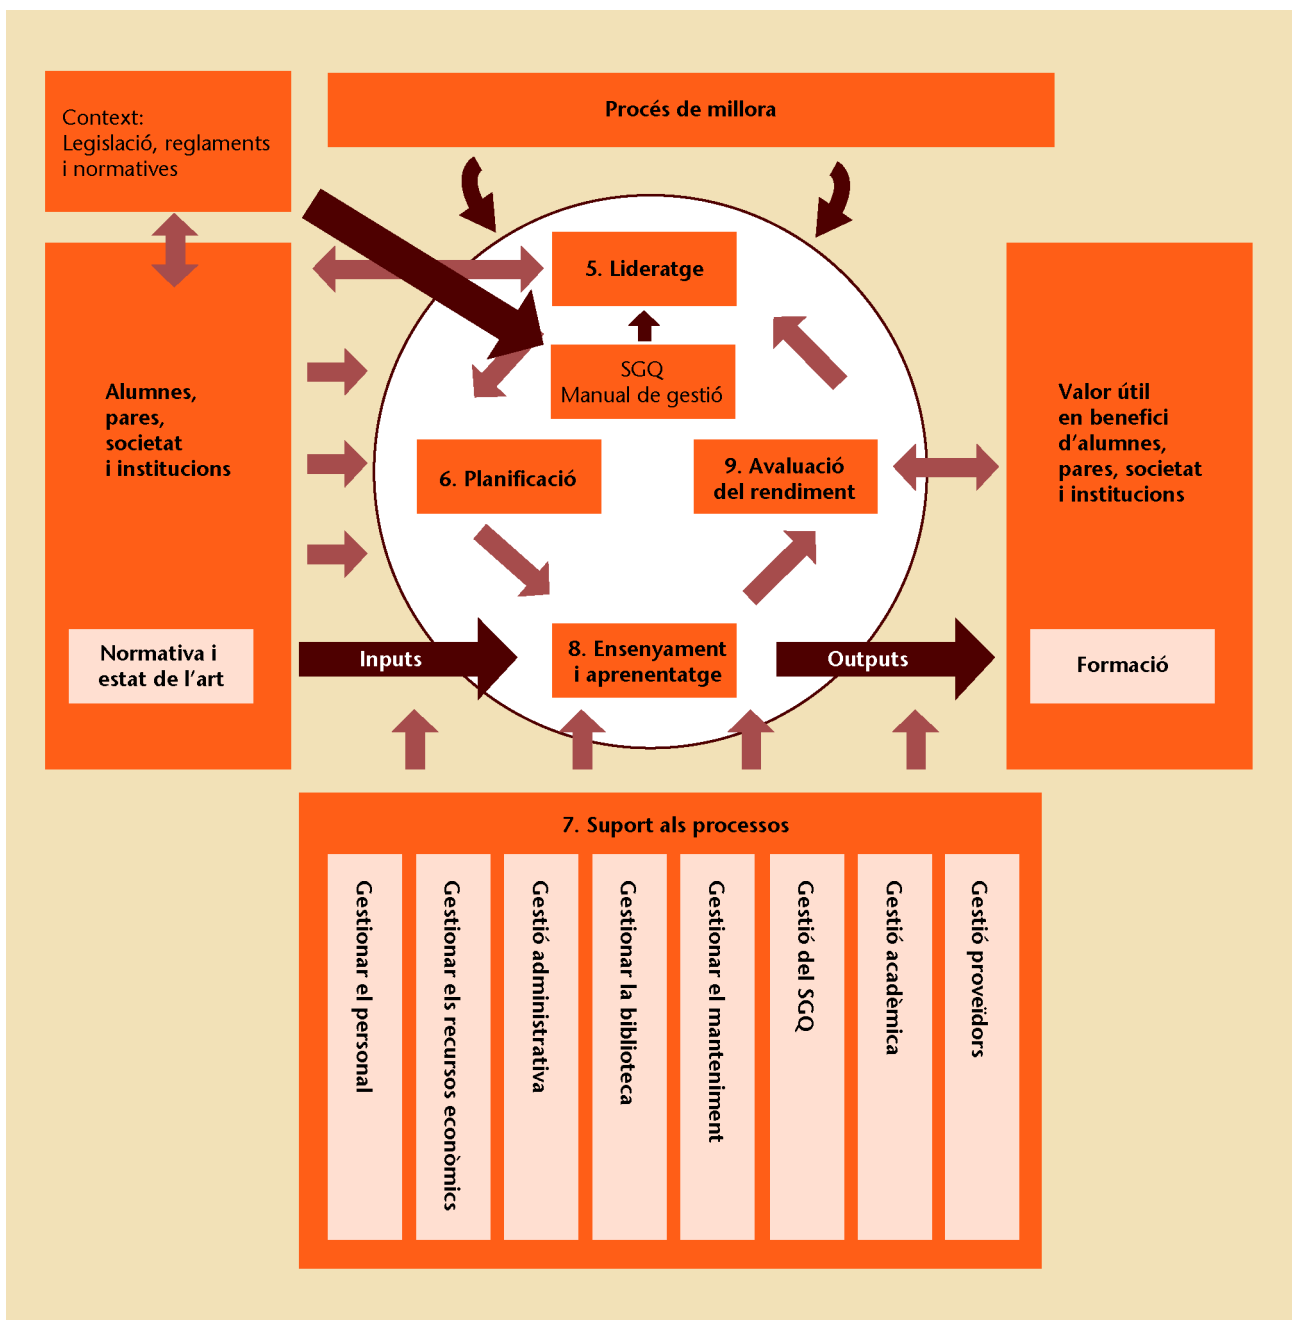 Context:
Legislació, reglaments
i normatives
Procés de millora
5. Lideratge
SGQ
Manual de gestió
Alumnes,
pares,
societat
i institucions
6. Planificació
9. Avaluació
del rendiment
Valor útil
en benefici
d’alumnes,
pares, societat
i institucions
Normativa i
estat de l’art
Inputs
8. Ensenyament
i aprenentatge
Outputs
Formació
7. Suport als processos
Gestionar el personal
Gestionar els recursos econòmics
Gestió administrativa
Gestionar la biblioteca
Gestionar el manteniment
Gestió del SGQ
Gestió acadèmica
Gestió proveïdors